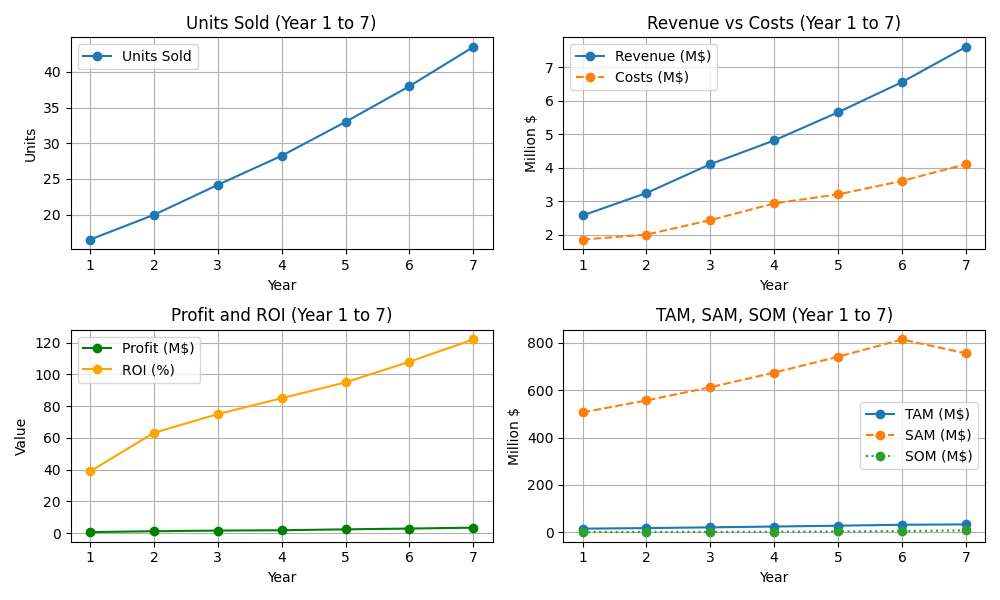 Units Sold (Year 1 to 7)
Units Sold
Units
40
35
30
25
20
1 2 3 4 5 6 7
Year
Revenue vs Costs (Year 1 to 7)
Revenue (M$)
Costs (M$)
Million $
7
6
5
4
3
2
1 2 3 4 5 6 7
Year
Profit and ROI (Year 1 to 7)
Profit (M$)
ROI (%)
Value
120
100
80
60
40
20
0
1 2 3 4 5 6 7
Year
TAM, SAM, SOM (Year 1 to 7)
TAM (M$)
SAM (M$)
SOM (M$)
Million $
800
600
400
200
0
1 2 3 4 5 6 7
Year